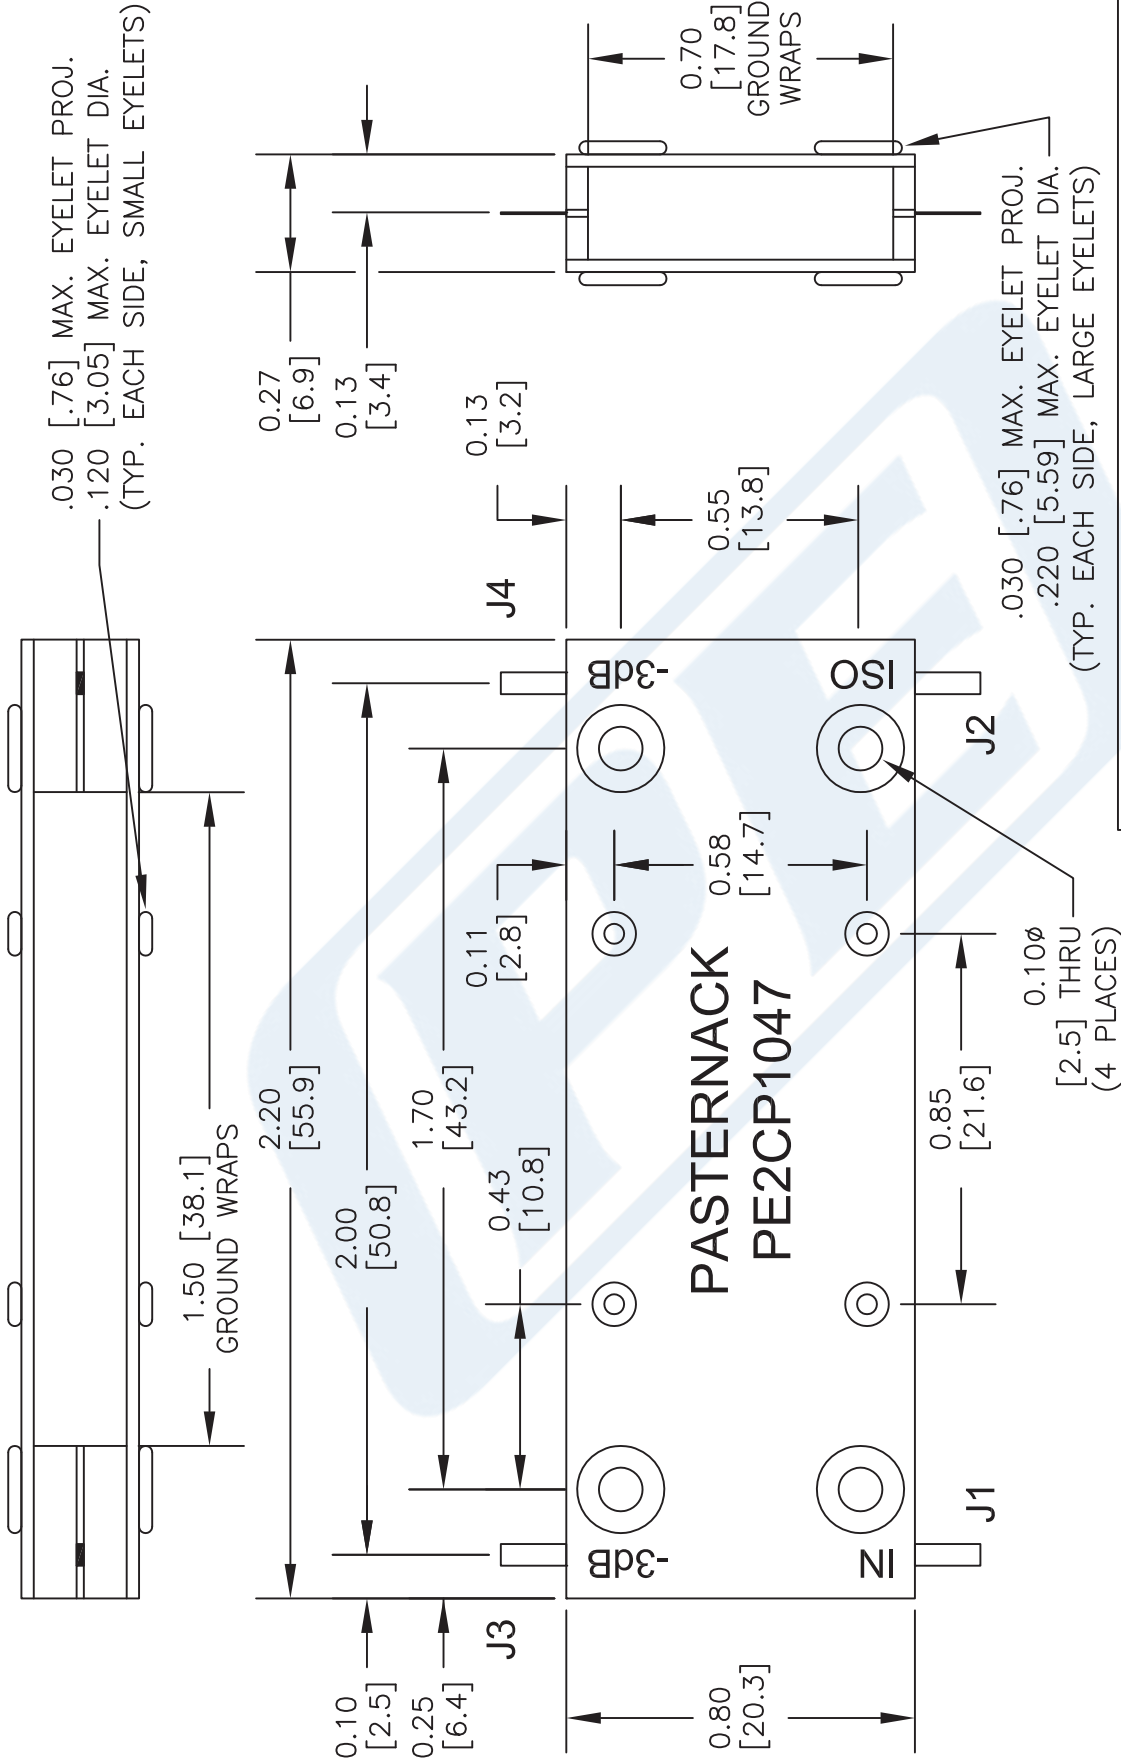 .030 [.76] MAX. EYELET PROJ.
.120 [3.05] MAX. EYELET DIA.
(TYP. EACH SIDE, SMALL EYELETS)
1.50 [38.1]
GROUND WRAPS
2.20
[55.9]
2.00
[50.8]
1.70
[43.2]
0.43
[10.8]
0.10
[2.5]
0.25
[6.4]
0.27
[6.9]
0.13
[3.4]
0.13
[3.2]
0.55
[13.8]
0.70
[17.8]
GROUND
WRAPS
J3
J4
-3dB
-3dB
0.11
[2.8]
0.58
[14.7]
PASTERNACK
PE2CP1047
0.80
[20.3]
IN
ISO
J1
J2
0.85
[21.6]
0.10ø
[2.5] THRU
(4 PLACES)
.030 [.76] MAX. EYELET PROJ.
.220 [5.59] MAX. EYELET DIA.
(TYP. EACH SIDE, LARGE EYELETS)
PE